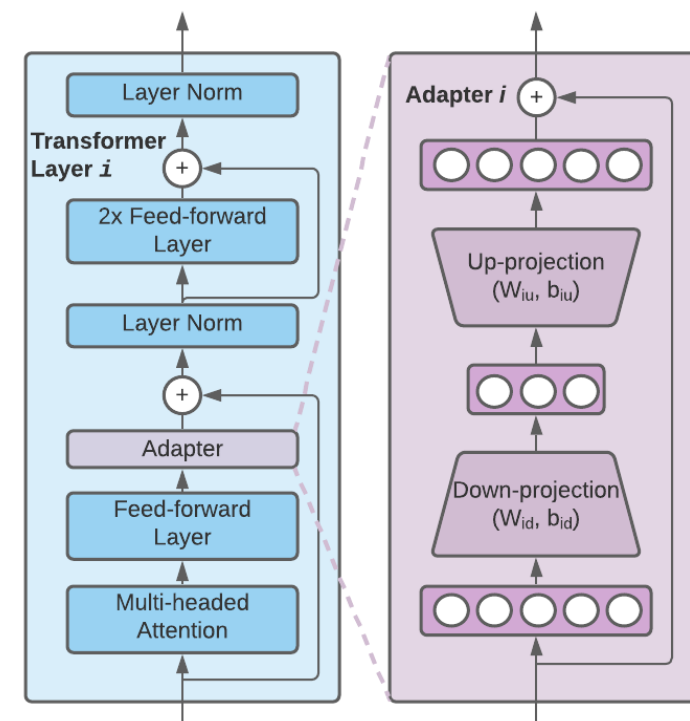 Layer Norm
Transformer
Layer i
+
2x Feed-forward
Layer
Layer Norm
+
Adapter
Feed-forward
Layer
Multi-headed
Attention
Adapter i
+
Up-projection
(Wiu, biu)
Down-projection
(Wid, bid)